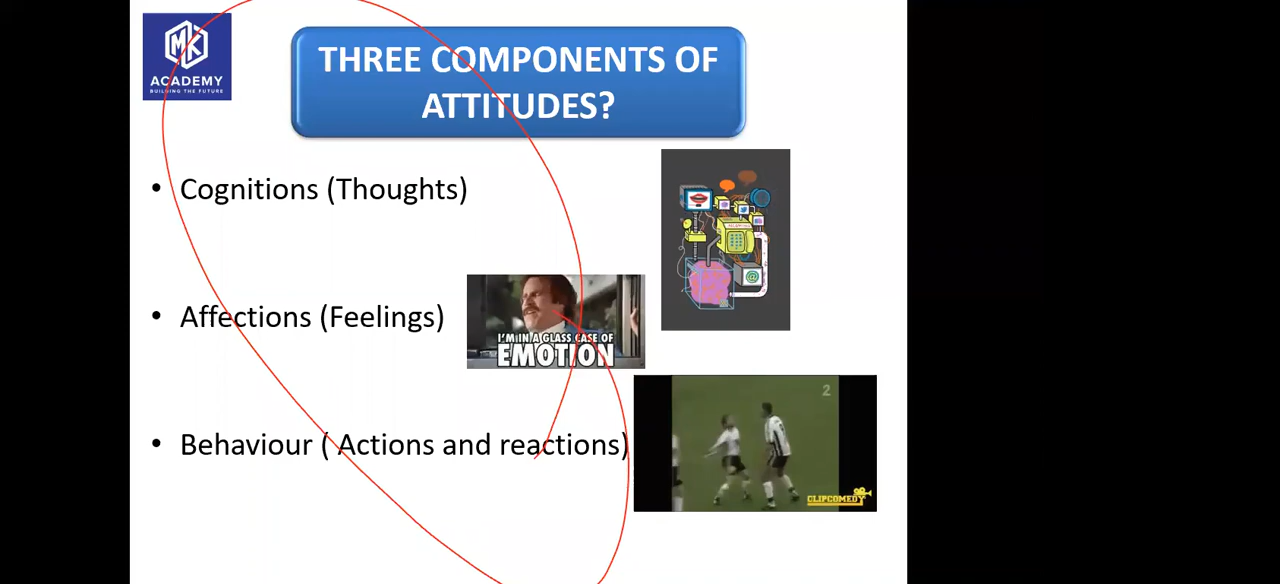 MK
ACADEMY
BUILDING THE FUTURE
THREE COMPONENTS OF
ATTITUDES?
• Cognitions (Thoughts)
• Affections (Feelings)
I'M IN A GLASS CASE OF
EMOTION
• Behaviour ( Actions and reactions)
2
CLIPCOMEDY